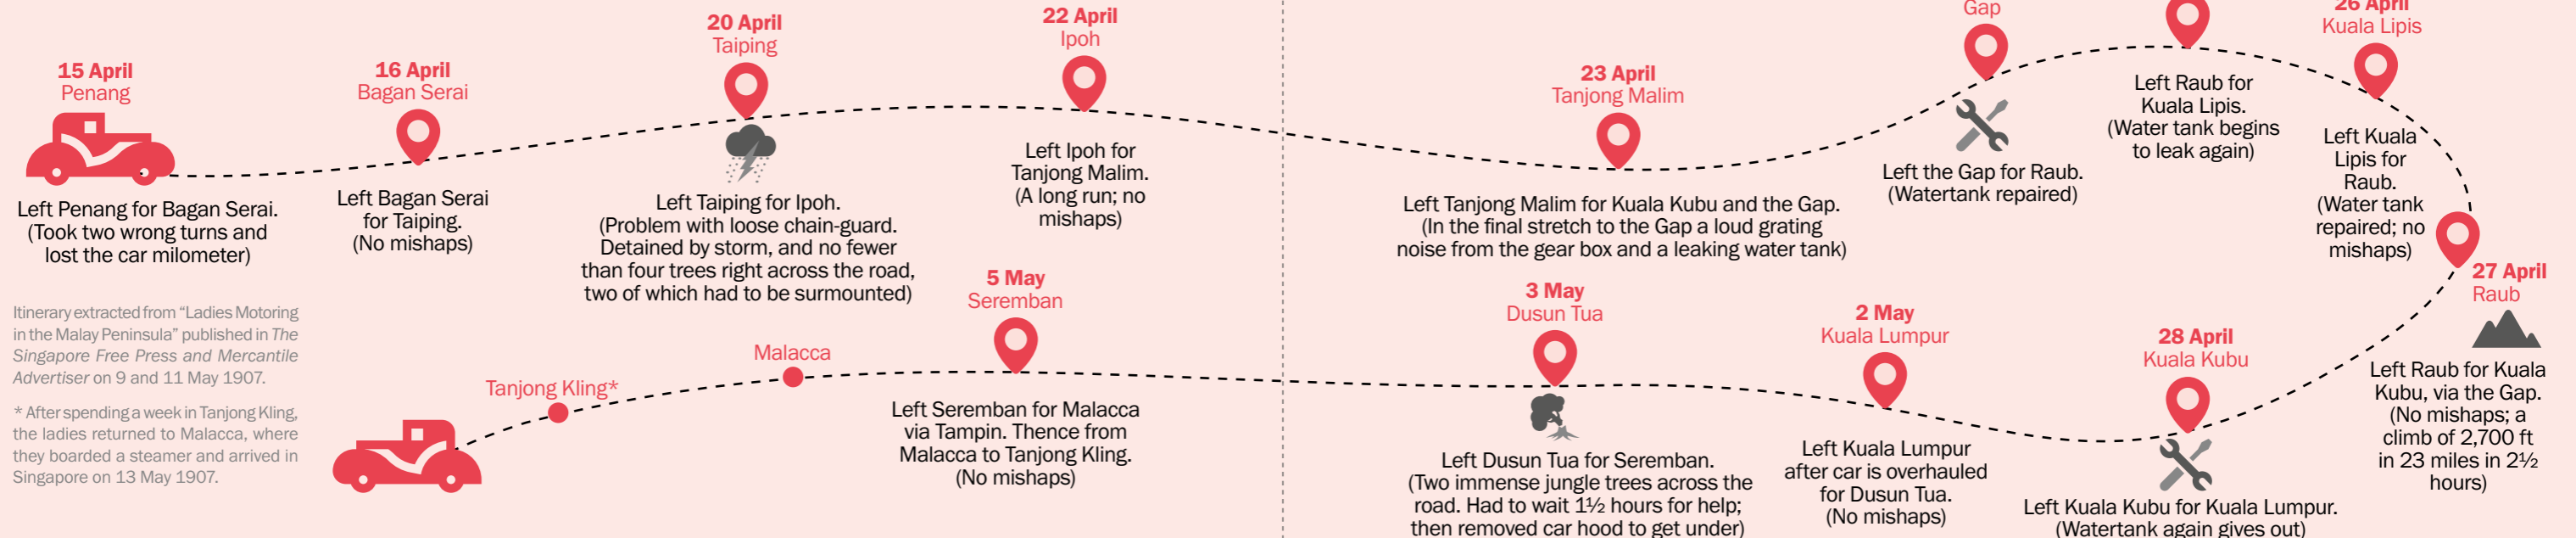 15 April
Penang
Left Penang for Bagan Serai.
(Took two wrong turns and
lost the car milometer)
16 April
Bagan Serai
Left Bagan Serai
for Taiping.
(No mishaps)
20 April
Taiping
Left Taiping for Ipoh.
(Problem with loose chain-guard.
Detained by storm, and no fewer
than four trees right across the road,
two of which had to be surmounted)
22 April
Ipoh
Left Ipoh for
Tanjong Malim.
(A long run; no
mishaps)
23 April
Tanjong Malim
Left Tanjong Malim for Kuala Kubu and the Gap.
(In the final stretch to the Gap a loud grating
noise from the gear box and a leaking water tank)
Gap
Left the Gap for Raub.
(Watertank repaired)
Left Raub for
Kuala Lipis.
(Water tank begins
to leak again)
26 April
Kuala Lipis
Left Kuala
Lipis for
Raub.
(Water tank
repaired; no
mishaps)
27 April
Raub
Left Raub for Kuala
Kubu, via the Gap.
(No mishaps; a
climb of 2,700 ft
in 23 miles in 2½
hours)
28 April
Kuala Kubu
Left Kuala Kubu for Kuala Lumpur.
(Watertank again gives out)
2 May
Kuala Lumpur
Left Kuala Lumpur
after car is overhauled
for Dusun Tua.
(No mishaps)
3 May
Dusun Tua
Left Dusun Tua for Seremban.
(Two immense jungle trees across the
road. Had to wait 1½ hours for help;
then removed car hood to get under)
5 May
Seremban
Left Seremban for Malacca
via Tampin. Thence from
Malacca to Tanjong Kling.
(No mishaps)
Malacca
Tanjong Kling*
Itinerary extracted from “Ladies Motoring
in the Malay Peninsula” published in The
Singapore Free Press and Mercantile
Advertiser on 9 and 11 May 1907.
* After spending a week in Tanjong Kling,
the ladies returned to Malacca, where
they boarded a steamer and arrived in
Singapore on 13 May 1907.